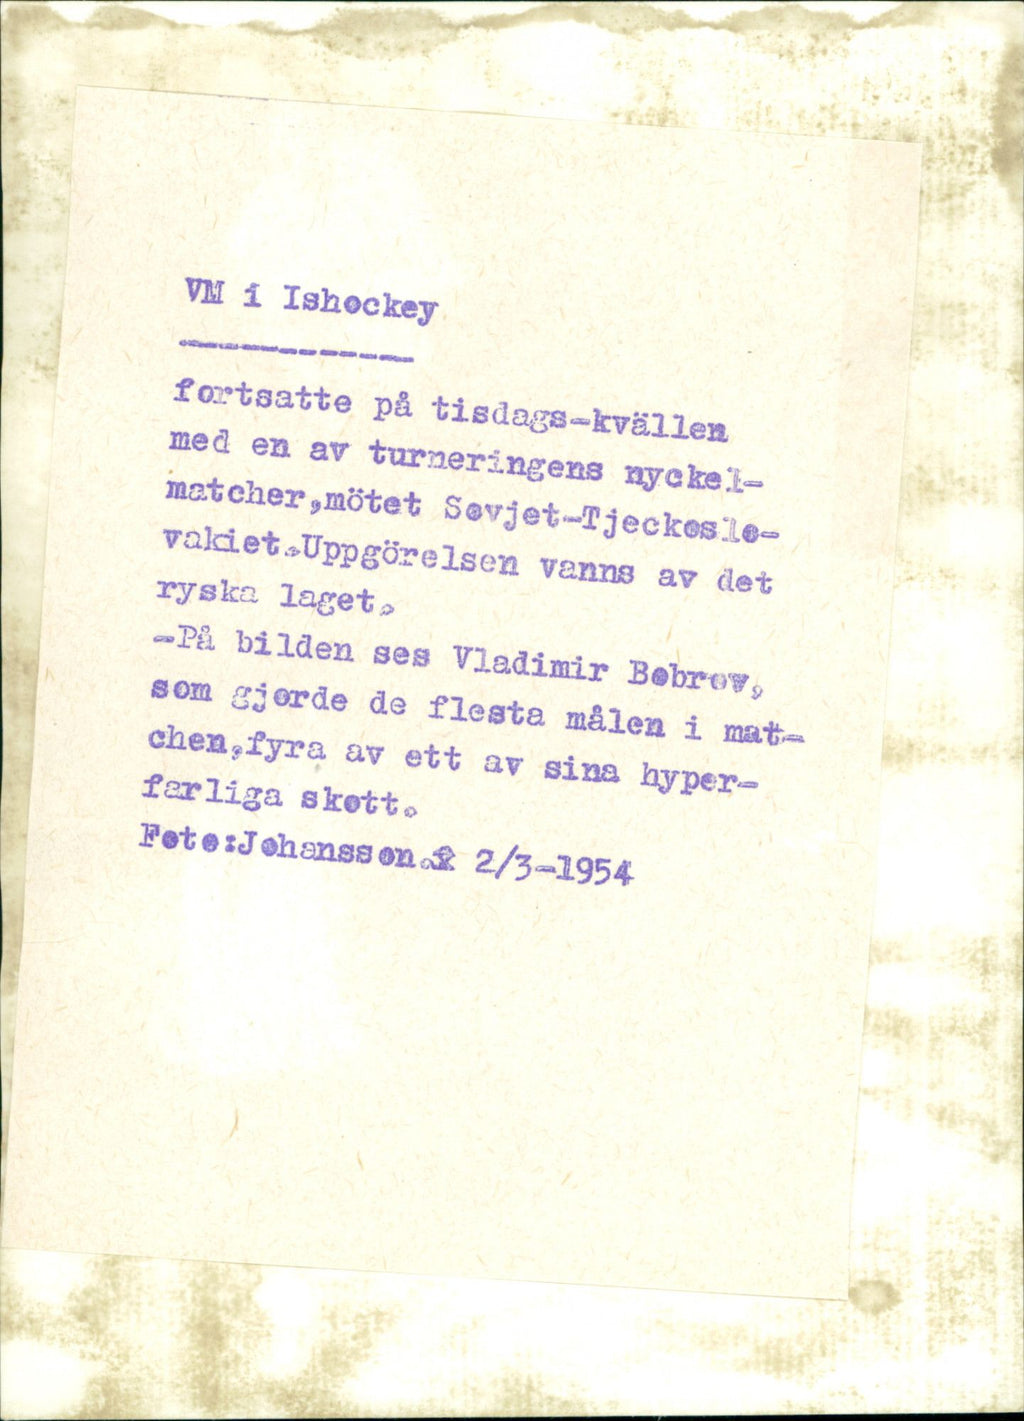 VM i Ishockey
-----------
fortsatte på tisdags-kvällen
med en av turneringens nyckel-
matcher,mötet Sovjet-Tjeckoslo-
vakiet.Uppgörelsen vanns av det
ryska laget.
-På bilden ses Vladimir Bobrov,
som gjorde de flesta målen i mat-
chen,fyra av ett av sina hyper-
farliga skott.
Foto:Johansson. 2/3-1954